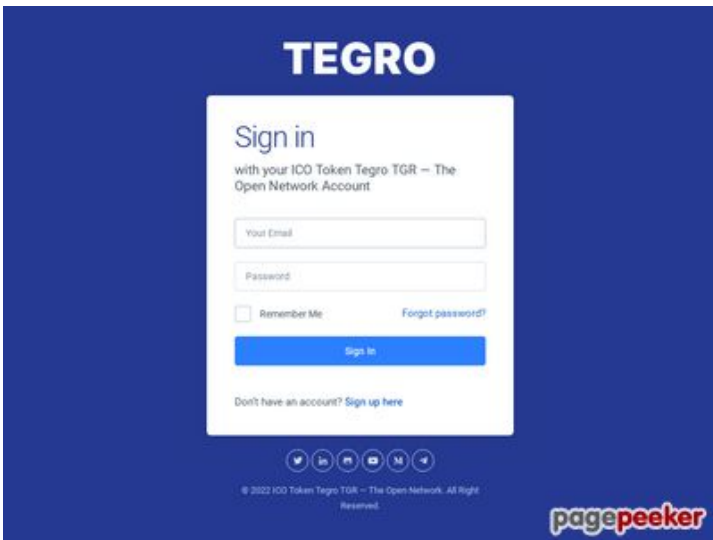 TEGRO
Sign in
with your ICO Token Tegro TGR — The
Open Network Account
Your Email
Password
Remember Me Forgot password?
Sign In
Don't have an account? Sign up here
© 2022 ICO Token Tegro TGR — The Open Network. All Right
Reserved.
pagepeeker